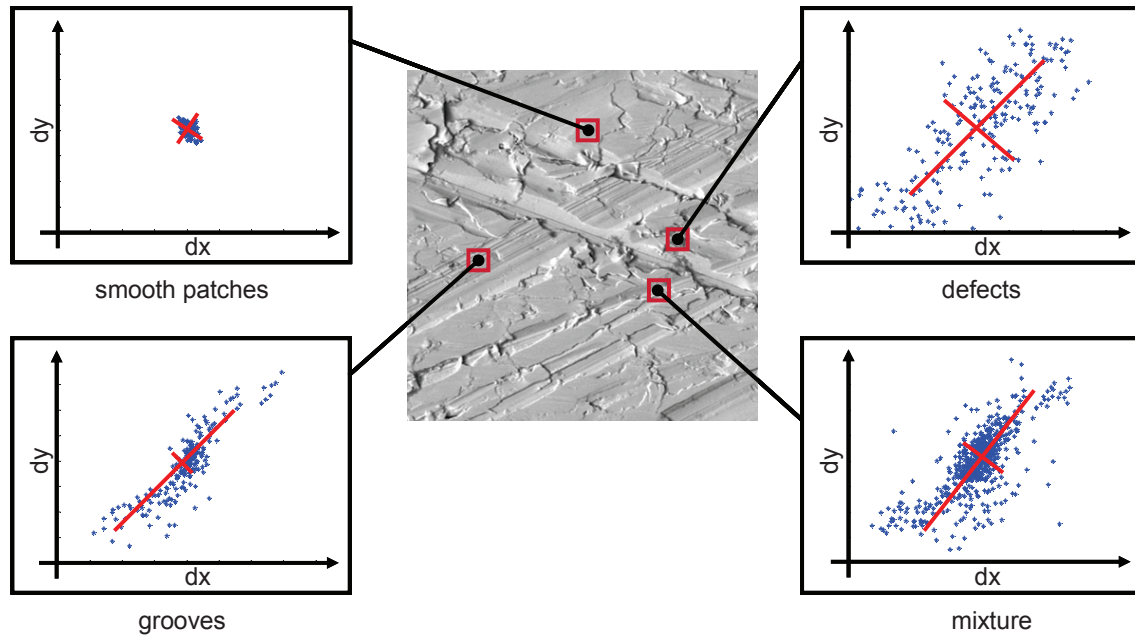 dy
dx
smooth patches
dy
dx
defects
dy
dx
grooves
dy
dx
mixture